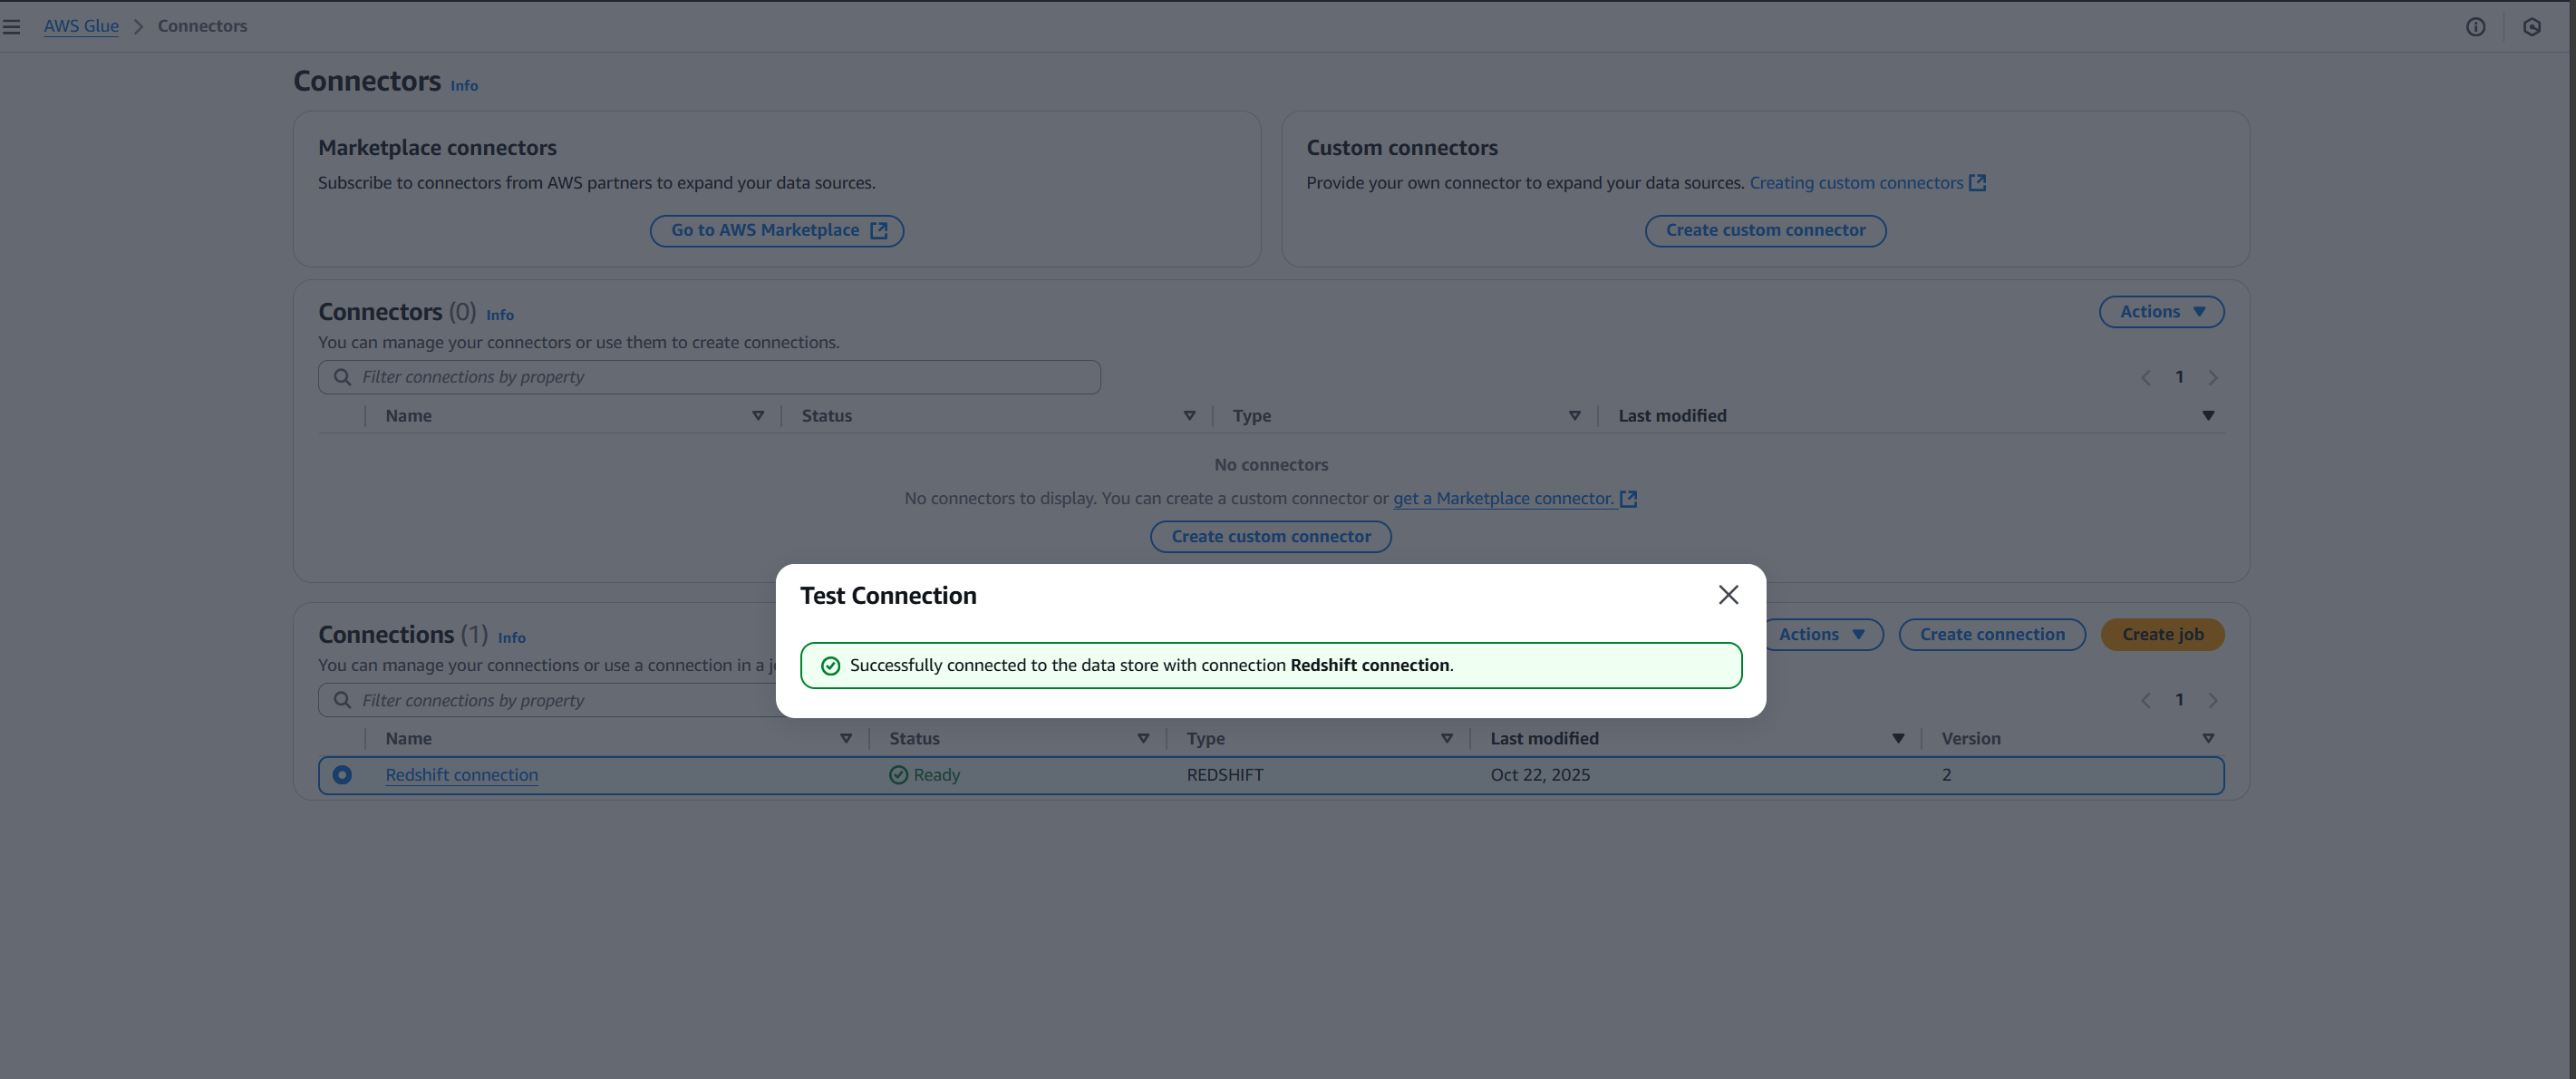 AWS Glue > Connectors
Connectors Info
Marketplace connectors
Subscribe to connectors from AWS partners to expand your data sources.
Go to AWS Marketplace
Custom connectors
Provide your own connector to expand your data sources. Creating custom connectors
Create custom connector
Connectors (0) Info
Actions
You can manage your connectors or use them to create connections.
Filter connections by property
1
Name Status Type Last modified
No connectors
No connectors to display. You can create a custom connector or get a Marketplace connector.
Create custom connector
Test Connection
Successfully connected to the data store with connection Redshift connection.
Connections (1) Info
Actions Create connection Create job
You can manage your connections or use a connection in a
Filter connections by property
1
Name Status Type Last modified Version
Redshift connection Ready REDSHIFT Oct 22, 2025 2